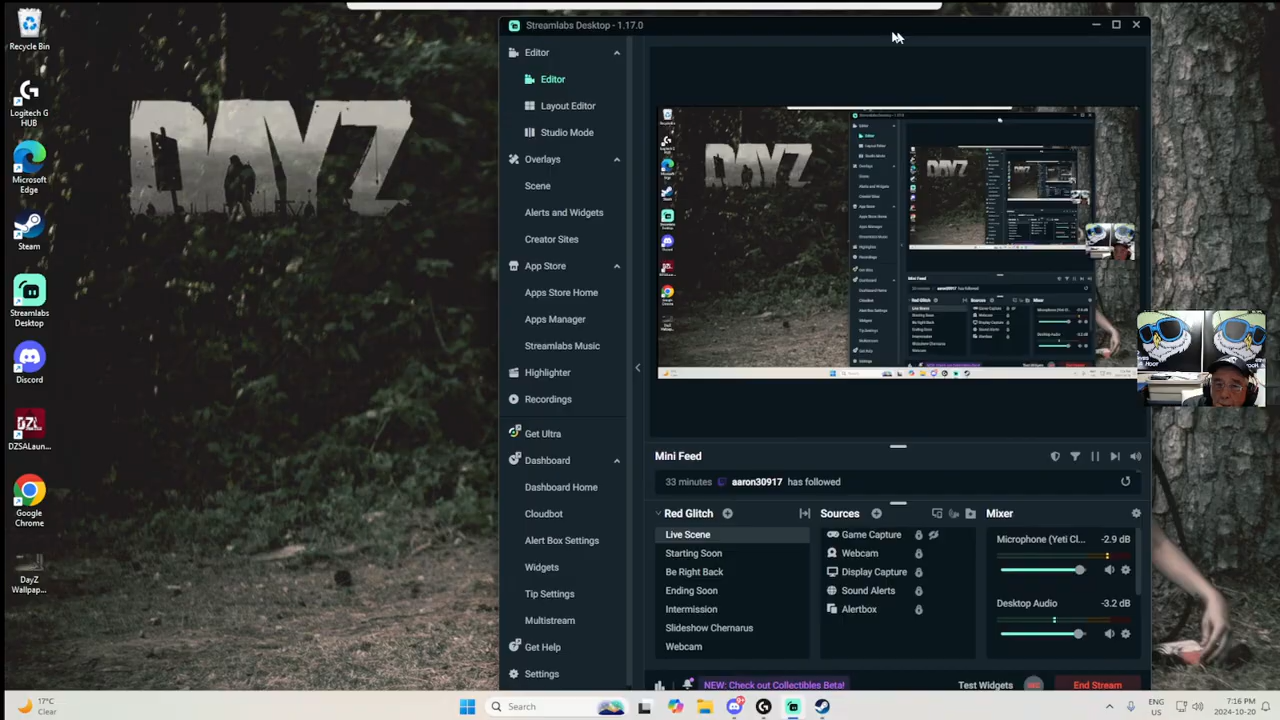 Recycle Bin
Logitech G
HUB
Microsoft
Edge
Steam
Streamlabs
Desktop
Discord
DZSALaun...
Google
Chrome
DayZ
Wallpap...
DAYZ
Streamlabs Desktop - 1.17.0
Editor
Editor
Layout Editor
Studio Mode
Overlays
Scene
Alerts and Widgets
Creator Sites
App Store
Apps Store Home
Apps Manager
Streamlabs Music
Highlighter
Recordings
Get Ultra
Dashboard
Dashboard Home
Cloudbot
Alert Box Settings
Widgets
Tip Settings
Multistream
Get Help
Settings
DAYZ
DAYZ
Mini Feed
33 minutes aaron30917 has followed
Red Glitch
Live Scene
Starting Soon
Be Right Back
Ending Soon
Intermission
Slideshow Chernarus
Webcam
Sources
Game Capture
Webcam
Display Capture
Sound Alerts
Alertbox
Mixer
Microphone (Yeti Cl... -2.9 dB
Desktop Audio -3.2 dB
NEW: Check out Collectibles Beta!
Test Widgets
REC
End Stream
17°C
Clear
Search
ENG
US
7:16 PM
2024-10-20